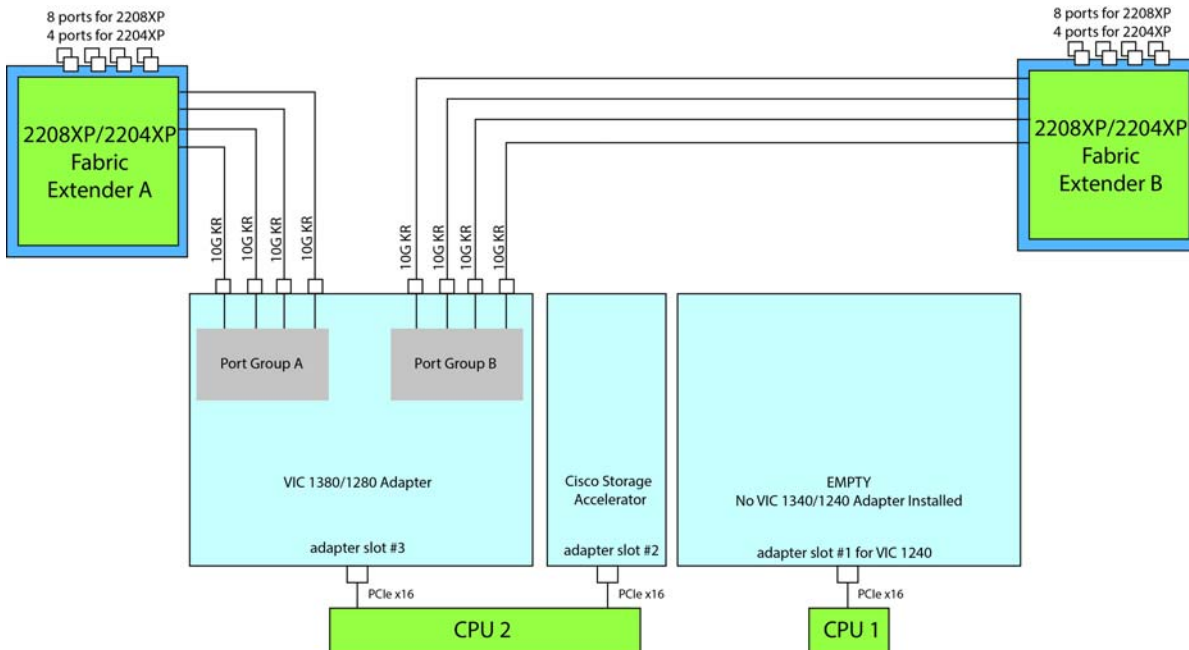 8 ports for 2208XP
4 ports for 2204XP
8 ports for 2208XP
4 ports for 2204XP
2208XP/2204XP
Fabric
Extender A
2208XP/2204XP
Fabric
Extender B
10G KR
10G KR
10G KR
10G KR
10G KR
10G KR
10G KR
10G KR
Port Group A
Port Group B
VIC 1380/1280 Adapter
adapter slot #3
Cisco Storage
Accelerator
adapter slot #2
EMPTY
No VIC 1340/1240 Adapter Installed
adapter slot #1 for VIC 1240
PCIe x16
PCIe x16
PCIe x16
CPU 2
CPU 1